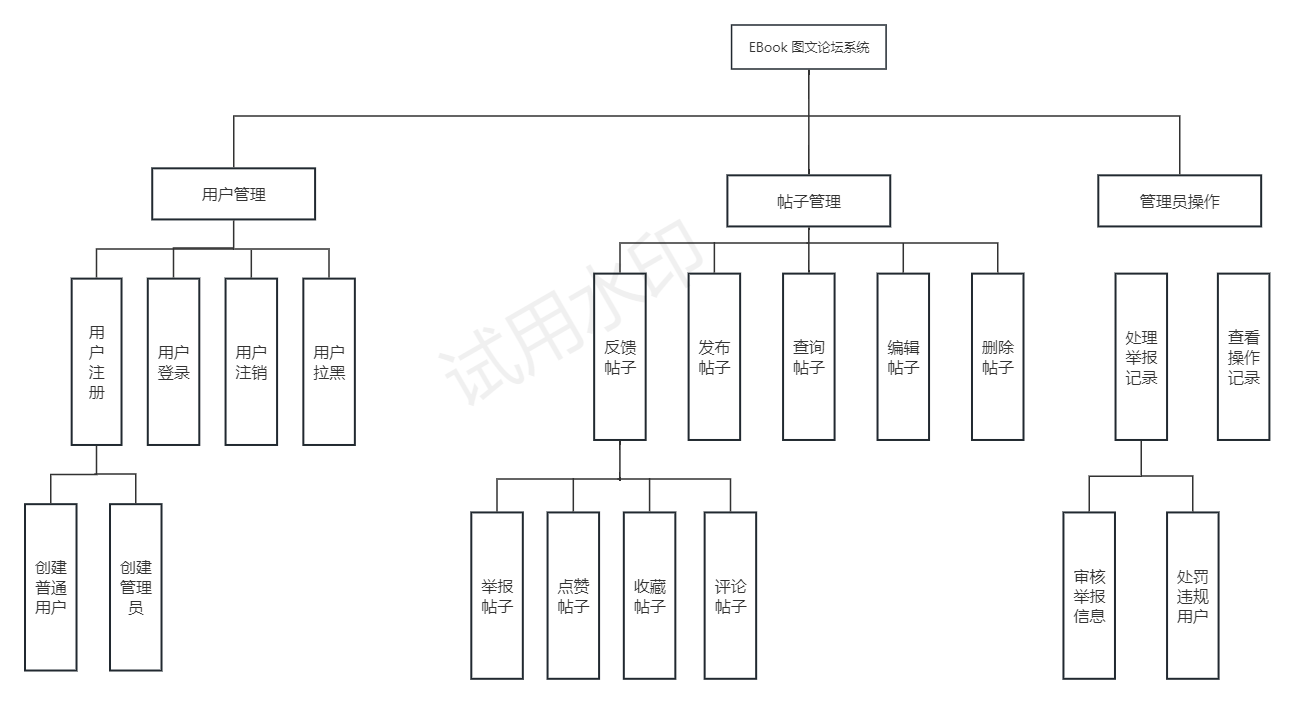 EBook 图文论坛系统
用户管理
帖子管理
管理员操作
用
户
注
册
用户
登录
用户
注销
用户
拉黑
反馈
帖子
发布
帖子
查询
帖子
编辑
帖子
删除
帖子
处理
举报
记录
查看
操作
记录
创建
普通
用户
创建
管理
员
举报
帖子
点赞
帖子
收藏
帖子
评论
帖子
审核
举报
信息
处罚
违规
用户
试用水印